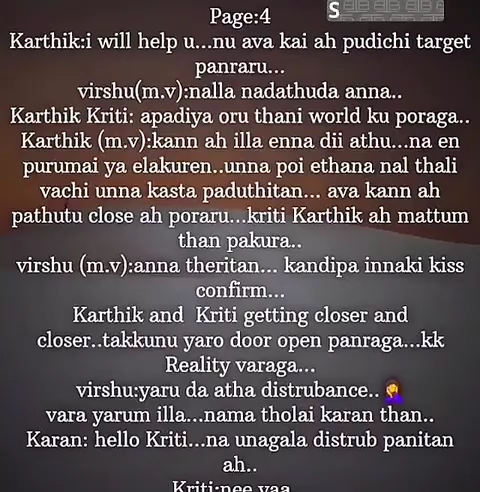 Page:4
Karthik:i will help u...nu ava kai ah pudichi target
panraru...
virshu(m.v):nalla nadathuda anna..
Karthik Kriti: apadiya oru thani world ku poraga..
Karthik (m.v):kann ah illa enna dii athu...na en
purumai ya elakuren..unna poi ethana nal thali
vachi unna kasta paduthitan... ava kann ah
pathutu close ah poraru...kriti Karthik ah mattum
than pakura..
virshu (m.v):anna theritan... kandipa innaki kiss
confirm...
Karthik and Kriti getting closer and
closer..takkunu yaro door open panraga...kk
Reality varaga...
virshu:yaru da atha distrubance.. 🤦‍♀️
vara yarum illa...nama tholai karan than..
Karan: hello Kriti...na unagala distrub panitan
ah..
Kriti:nee yaa